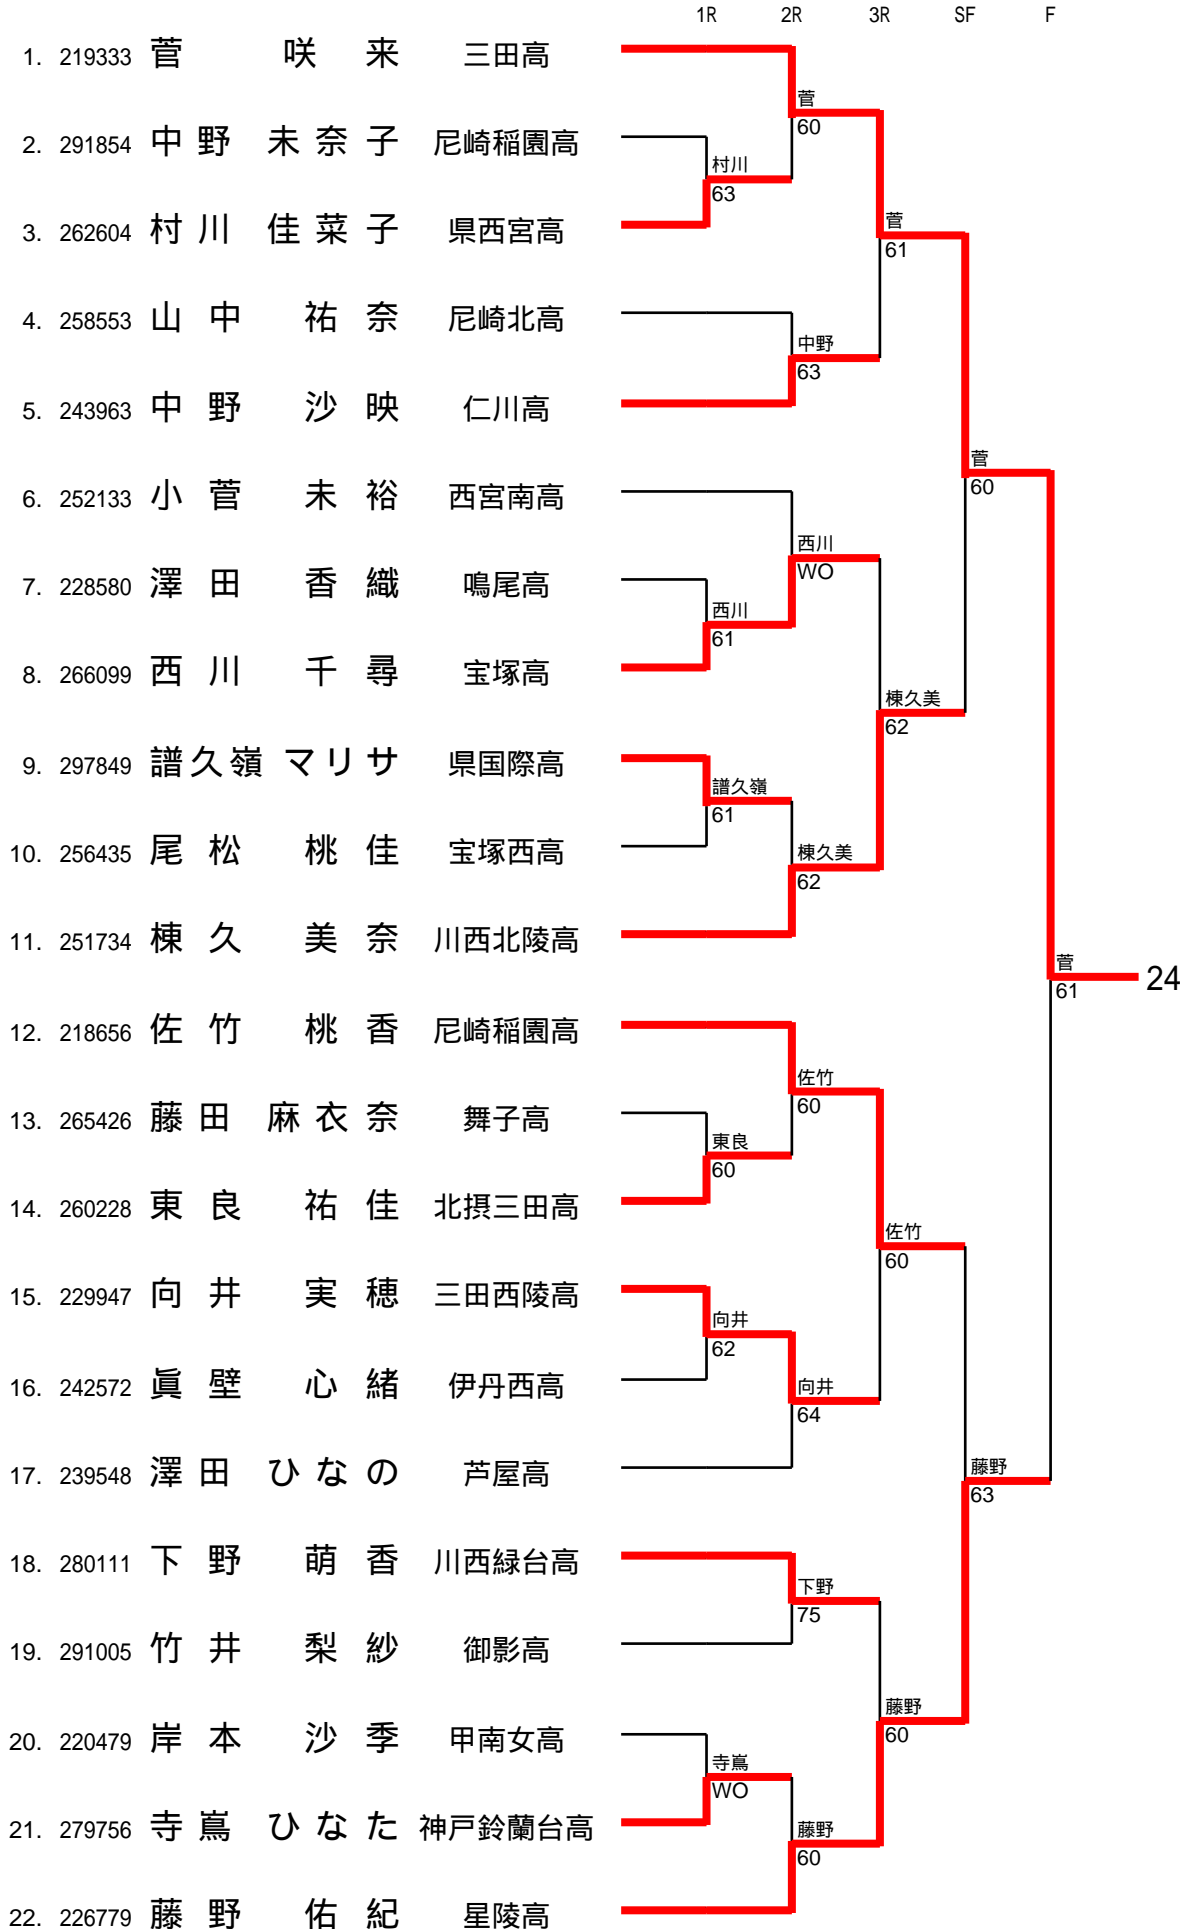 1R 2R 3R SF F
1. 219333 菅 咲 来 三田高
菅
60
2. 291854 中 野 未 奈 子 尼崎稲園高
村川
63
3. 262604 村 川 佳 菜 子 県西宮高
菅
61
4. 258553 山 中 祐 奈 尼崎北高
中野
63
5. 243963 中 野 沙 映 仁川高
菅
60
6. 252133 小 菅 未 裕 西宮南高
西川
WO
7. 228580 澤 田 香 織 鳴尾高
西川
61
8. 266099 西 川 千 尋 宝塚高
棟久美
62
9. 297849 譜久嶺 マリサ 県国際高
譜久嶺
61
10. 256435 尾 松 桃 佳 宝塚西高
棟久美
62
11. 251734 棟 久 美 奈 川西北陵高
菅
61
24
12. 218656 佐 竹 桃 香 尼崎稲園高
佐竹
60
13. 265426 藤 田 麻 衣 奈 舞子高
東良
60
14. 260228 東 良 祐 佳 北摂三田高
佐竹
60
15. 229947 向 井 実 穂 三田西陵高
向井
62
16. 242572 眞 壁 心 緒 伊丹西高
向井
64
17. 239548 澤 田 ひ な の 芦屋高
藤野
63
18. 280111 下 野 萌 香 川西緑台高
下野
75
19. 291005 竹 井 梨 紗 御影高
藤野
60
20. 220479 岸 本 沙 季 甲南女高
寺嶌
WO
21. 279756 寺 嶌 ひ な た 神戸鈴蘭台高
藤野
60
22. 226779 藤 野 佑 紀 星陵高